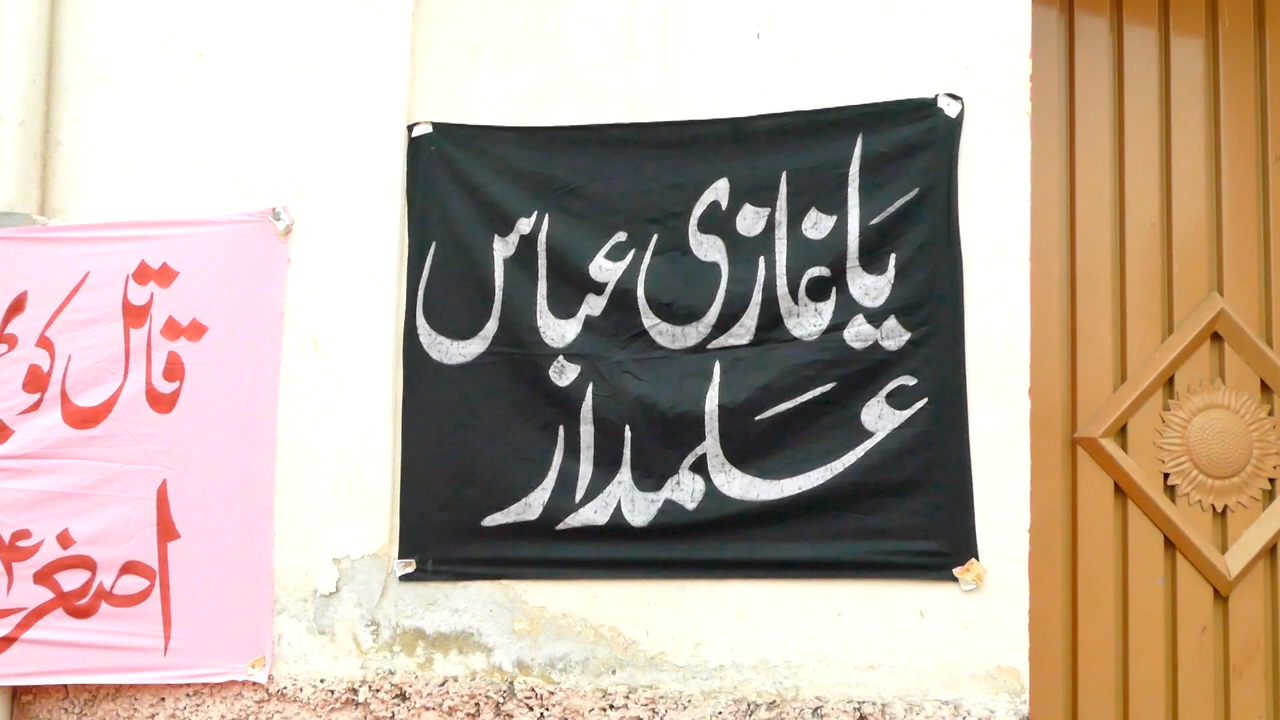 یا غازی عباس
علمدار
قاتل کو
اصغرؑ